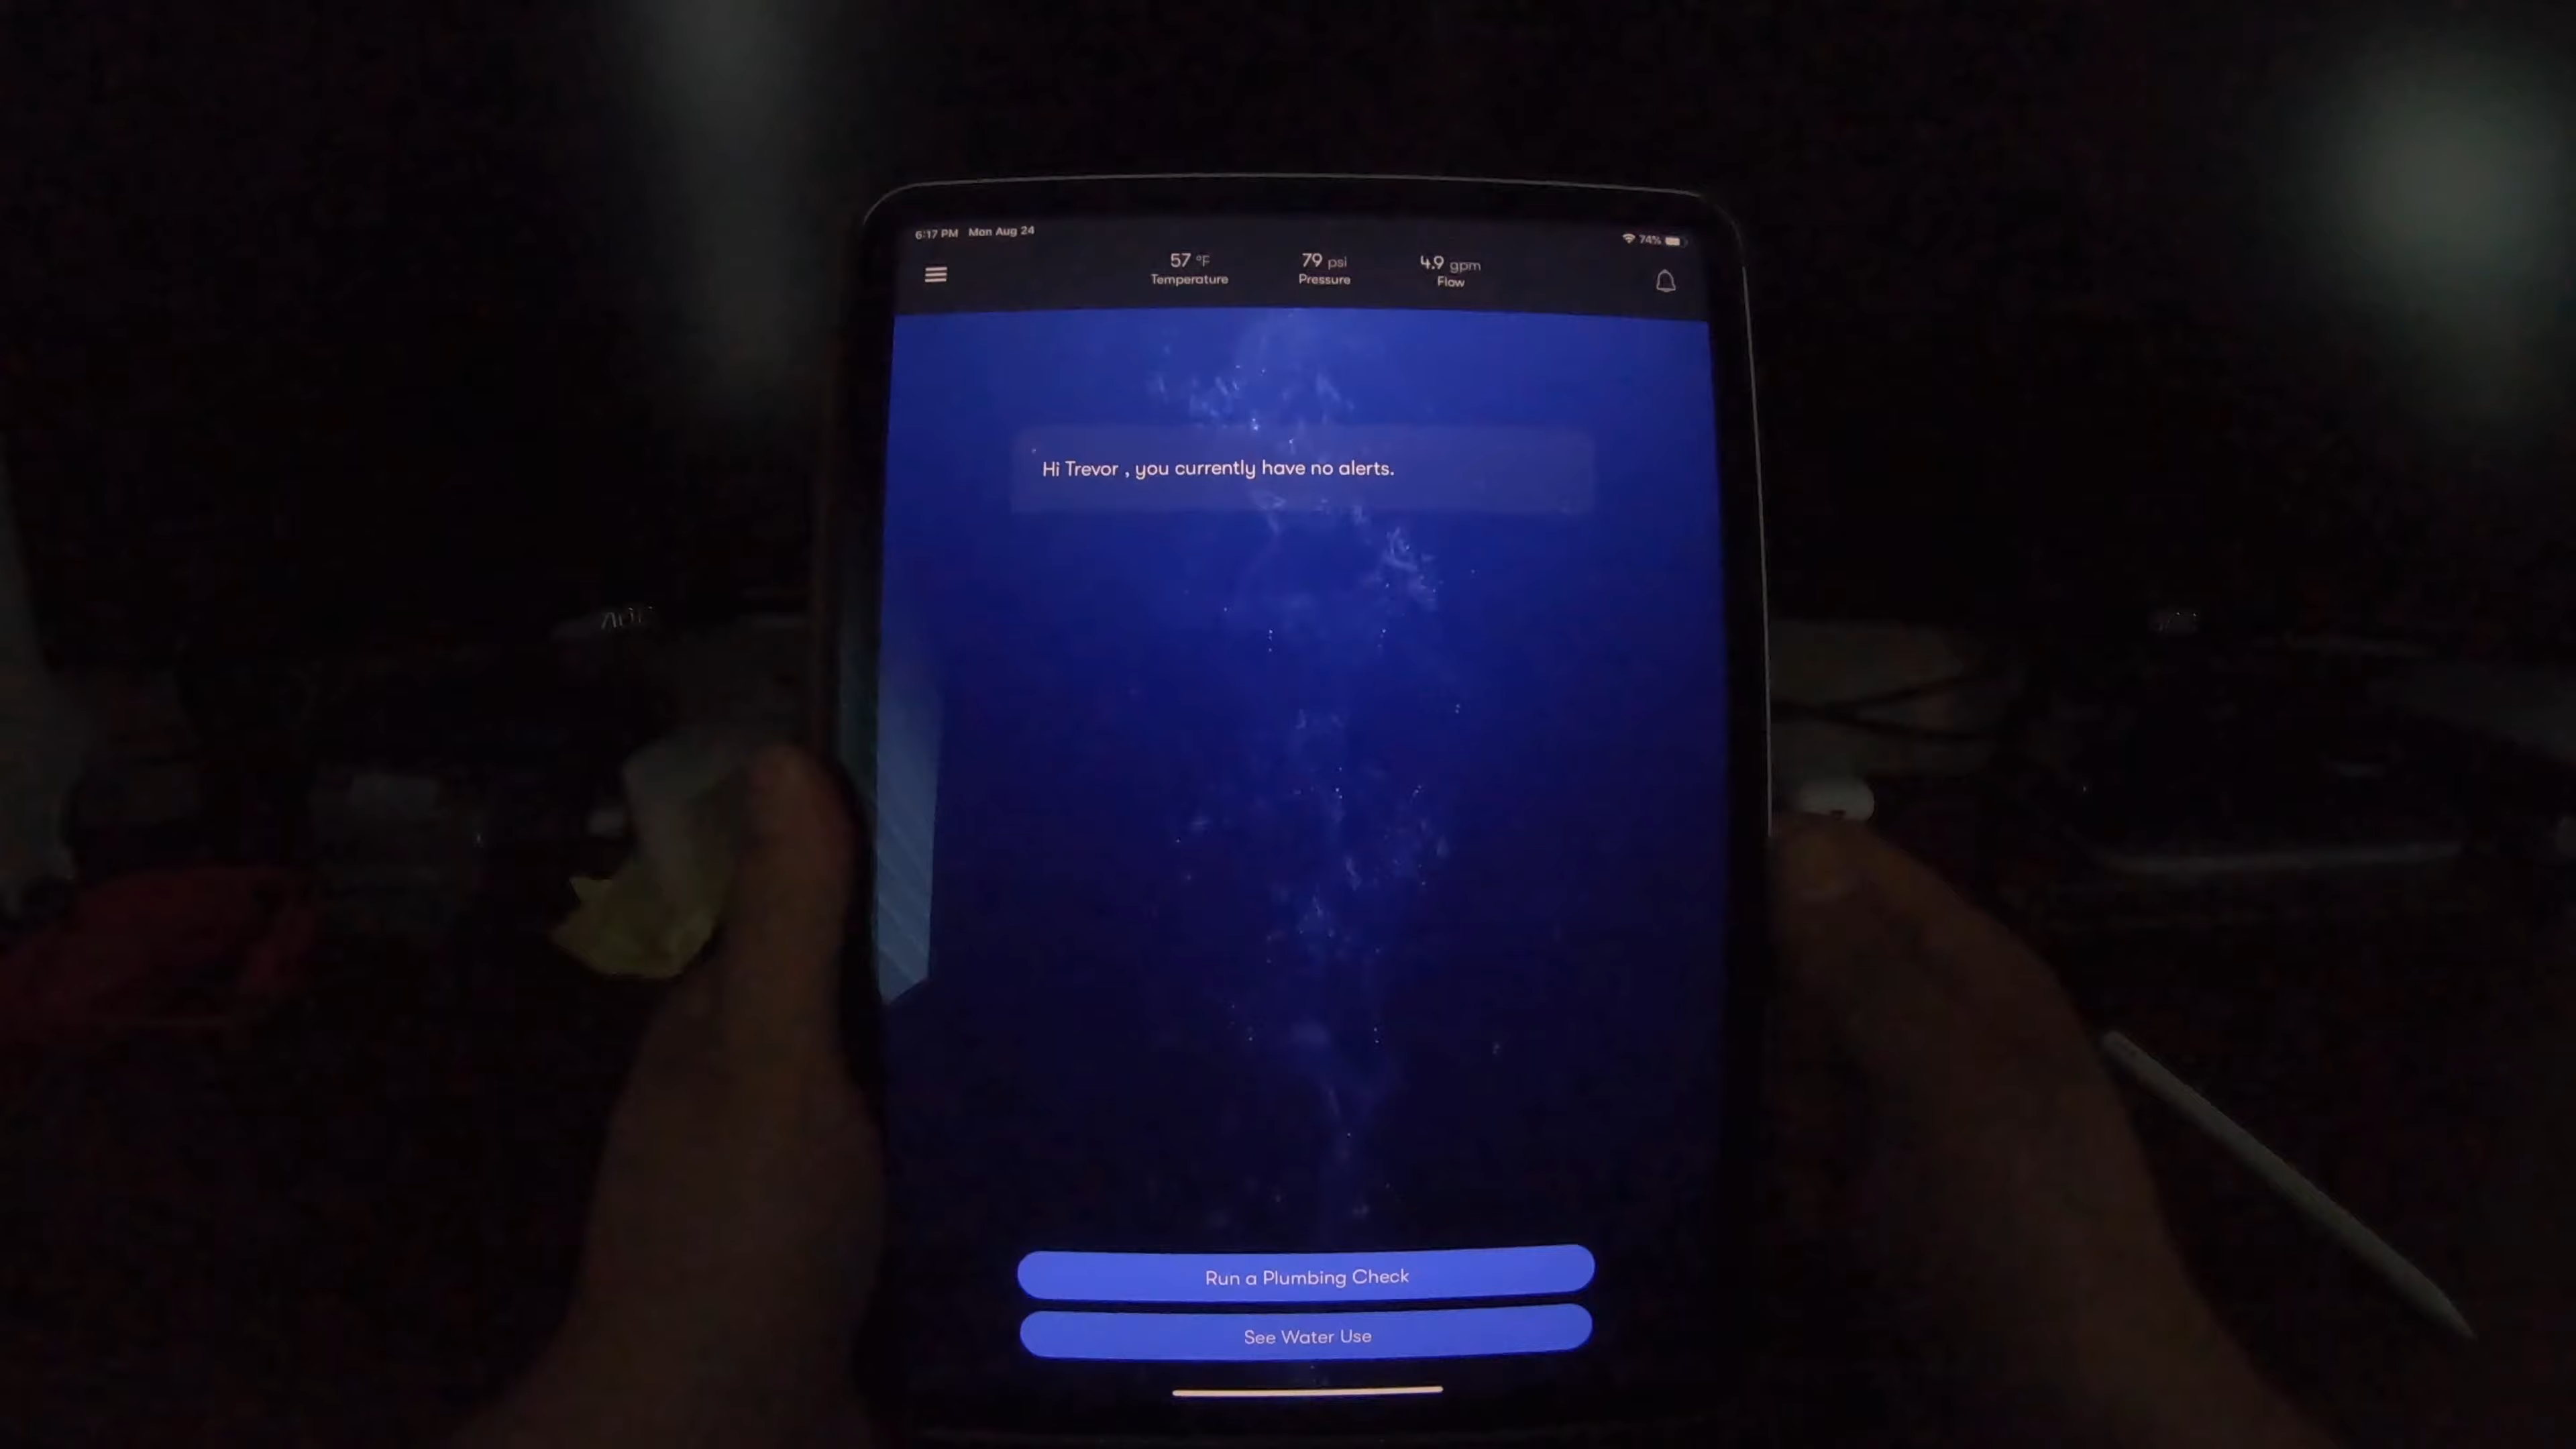 6:17 PM Mon Aug 24
74%
57 °F
Temperature
79 psi
Pressure
4.9 gpm
Flow
Hi Trevor , you currently have no alerts.
Run a Plumbing Check
See Water Use